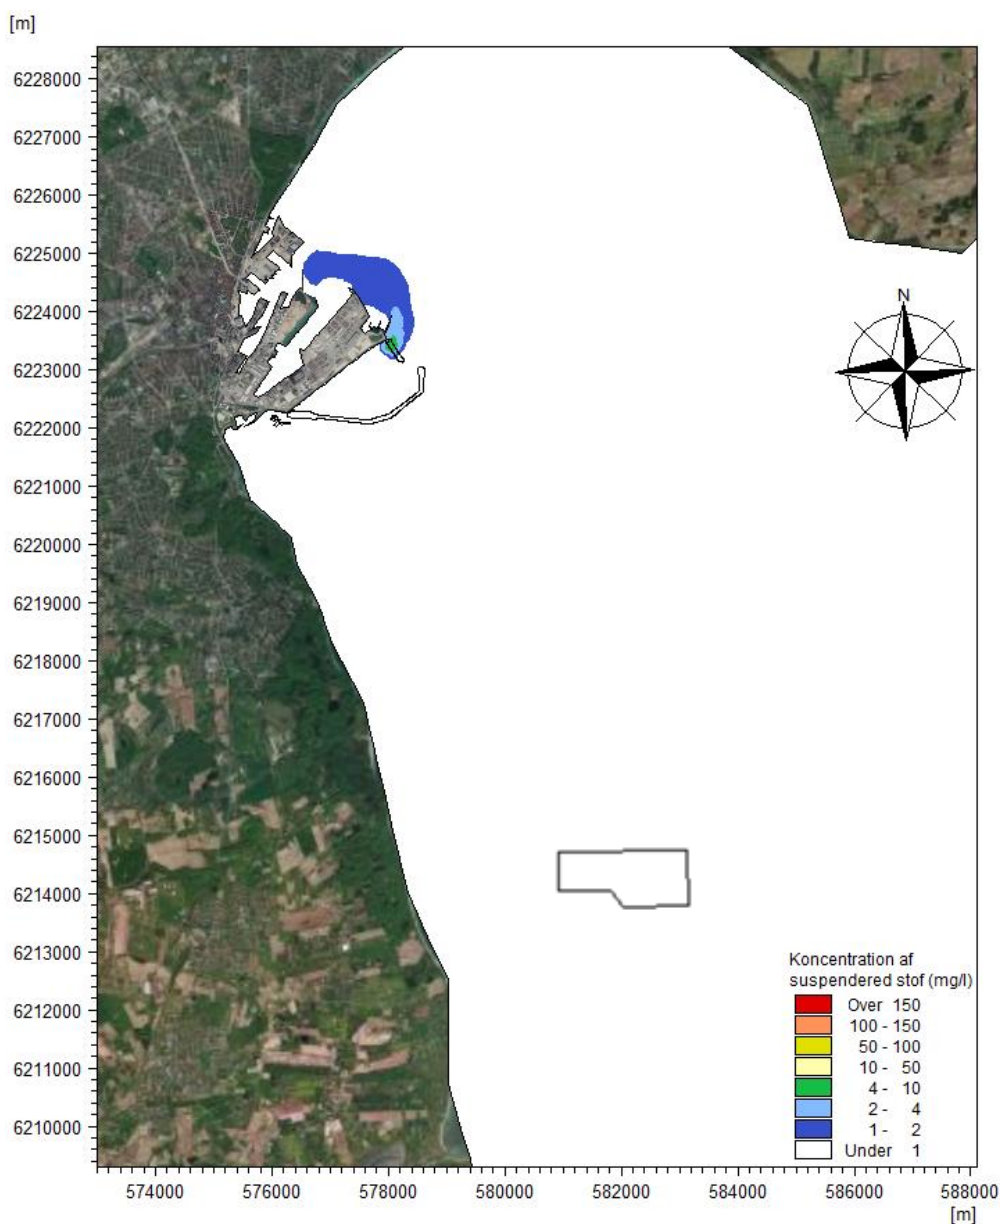 [m]
6228000
6227000
6226000
6225000
6224000
6223000
6222000
6221000
6220000
6219000
6218000
6217000
6216000
6215000
6214000
6213000
6212000
6211000
6210000
N
Koncentration af
suspendered stof (mg/l)
Over 150
100 - 150
50 - 100
10 - 50
4 - 10
2 - 4
1 - 2
Under 1
574000 576000 578000 580000 582000 584000 586000 588000
[m]